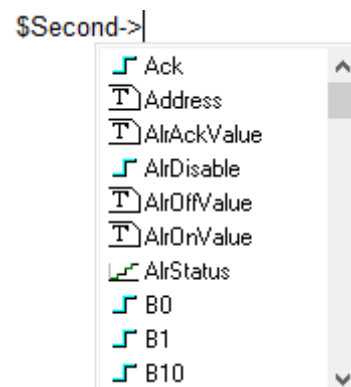 $Second->
Ack
Address
AlrAckValue
AlrDisable
AlrOffValue
AlrOnValue
AlrStatus
B0
B1
B10